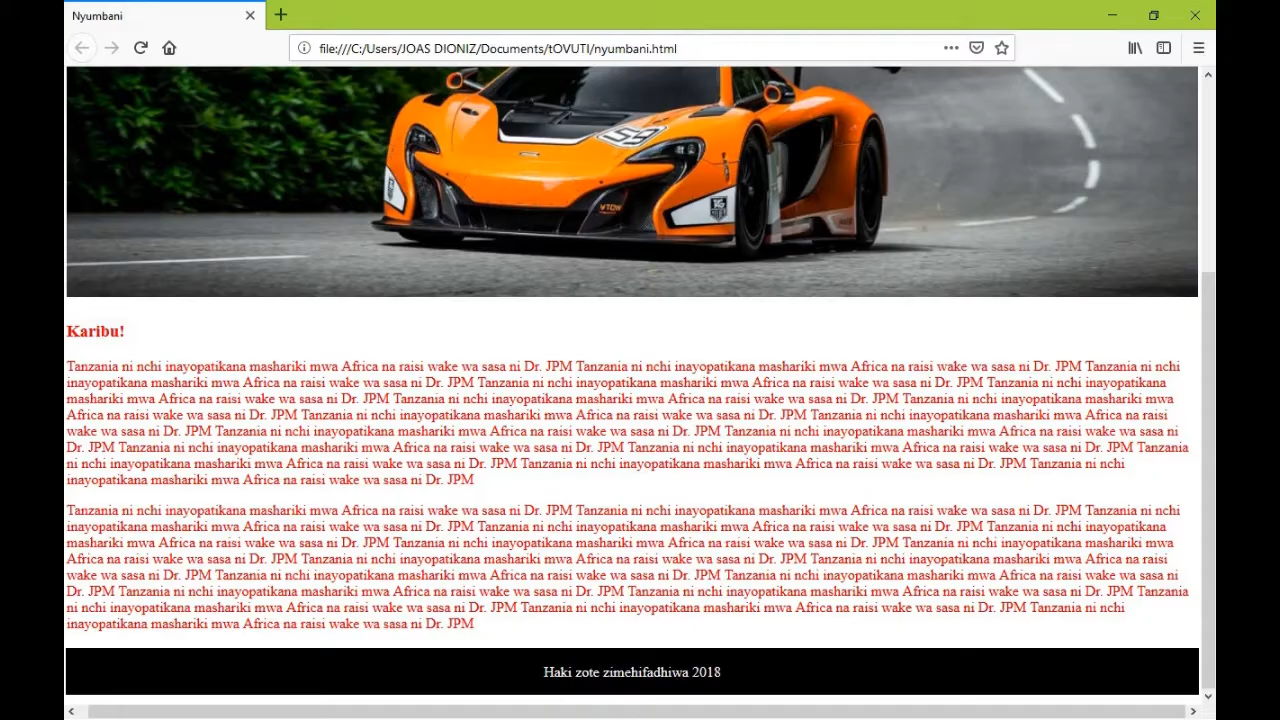 Nyumbani
file:///C:/Users/JOAS DIONIZ/Documents/tOVUTI/nyumbani.html
59
Karibu!
Tanzania ni nchi inayopatikana mashariki mwa Africa na raisi wake wa sasa ni Dr. JPM Tanzania ni nchi inayopatikana mashariki mwa Africa na raisi wake wa sasa ni Dr. JPM Tanzania ni nchi
inayopatikana mashariki mwa Africa na raisi wake wa sasa ni Dr. JPM Tanzania ni nchi inayopatikana mashariki mwa Africa na raisi wake wa sasa ni Dr. JPM Tanzania ni nchi inayopatikana
mashariki mwa Africa na raisi wake wa sasa ni Dr. JPM Tanzania ni nchi inayopatikana mashariki mwa Africa na raisi wake wa sasa ni Dr. JPM Tanzania ni nchi inayopatikana mashariki mwa
Africa na raisi wake wa sasa ni Dr. JPM Tanzania ni nchi inayopatikana mashariki mwa Africa na raisi wake wa sasa ni Dr. JPM Tanzania ni nchi inayopatikana mashariki mwa Africa na raisi
wake wa sasa ni Dr. JPM Tanzania ni nchi inayopatikana mashariki mwa Africa na raisi wake wa sasa ni Dr. JPM Tanzania ni nchi inayopatikana mashariki mwa Africa na raisi wake wa sasa ni
Dr. JPM Tanzania ni nchi inayopatikana mashariki mwa Africa na raisi wake wa sasa ni Dr. JPM Tanzania ni nchi inayopatikana mashariki mwa Africa na raisi wake wa sasa ni Dr. JPM Tanzania
ni nchi inayopatikana mashariki mwa Africa na raisi wake wa sasa ni Dr. JPM Tanzania ni nchi inayopatikana mashariki mwa Africa na raisi wake wa sasa ni Dr. JPM Tanzania ni nchi
inayopatikana mashariki mwa Africa na raisi wake wa sasa ni Dr. JPM
Tanzania ni nchi inayopatikana mashariki mwa Africa na raisi wake wa sasa ni Dr. JPM Tanzania ni nchi inayopatikana mashariki mwa Africa na raisi wake wa sasa ni Dr. JPM Tanzania ni nchi
inayopatikana mashariki mwa Africa na raisi wake wa sasa ni Dr. JPM Tanzania ni nchi inayopatikana mashariki mwa Africa na raisi wake wa sasa ni Dr. JPM Tanzania ni nchi inayopatikana
mashariki mwa Africa na raisi wake wa sasa ni Dr. JPM Tanzania ni nchi inayopatikana mashariki mwa Africa na raisi wake wa sasa ni Dr. JPM Tanzania ni nchi inayopatikana mashariki mwa
Africa na raisi wake wa sasa ni Dr. JPM Tanzania ni nchi inayopatikana mashariki mwa Africa na raisi wake wa sasa ni Dr. JPM Tanzania ni nchi inayopatikana mashariki mwa Africa na raisi
wake wa sasa ni Dr. JPM Tanzania ni nchi inayopatikana mashariki mwa Africa na raisi wake wa sasa ni Dr. JPM Tanzania ni nchi inayopatikana mashariki mwa Africa na raisi wake wa sasa ni
Dr. JPM Tanzania ni nchi inayopatikana mashariki mwa Africa na raisi wake wa sasa ni Dr. JPM Tanzania ni nchi inayopatikana mashariki mwa Africa na raisi wake wa sasa ni Dr. JPM Tanzania
ni nchi inayopatikana mashariki mwa Africa na raisi wake wa sasa ni Dr. JPM Tanzania ni nchi inayopatikana mashariki mwa Africa na raisi wake wa sasa ni Dr. JPM Tanzania ni nchi
inayopatikana mashariki mwa Africa na raisi wake wa sasa ni Dr. JPM
Haki zote zimehifadhiwa 2018